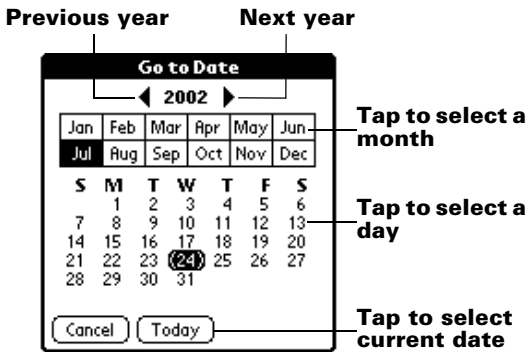 Previous year Next year
Go to Date
2002
Jan Feb Mar Apr May Jun
Tap to select a
month
Jul Aug Sep Oct Nov Dec
S M T W T F S
1 2 3 4 5 6
7 8 9 10 11 12 13
Tap to select a
day
14 15 16 17 18 19 20
21 22 23 24 25 26 27
28 29 30 31
Cancel Today
Tap to select
current date